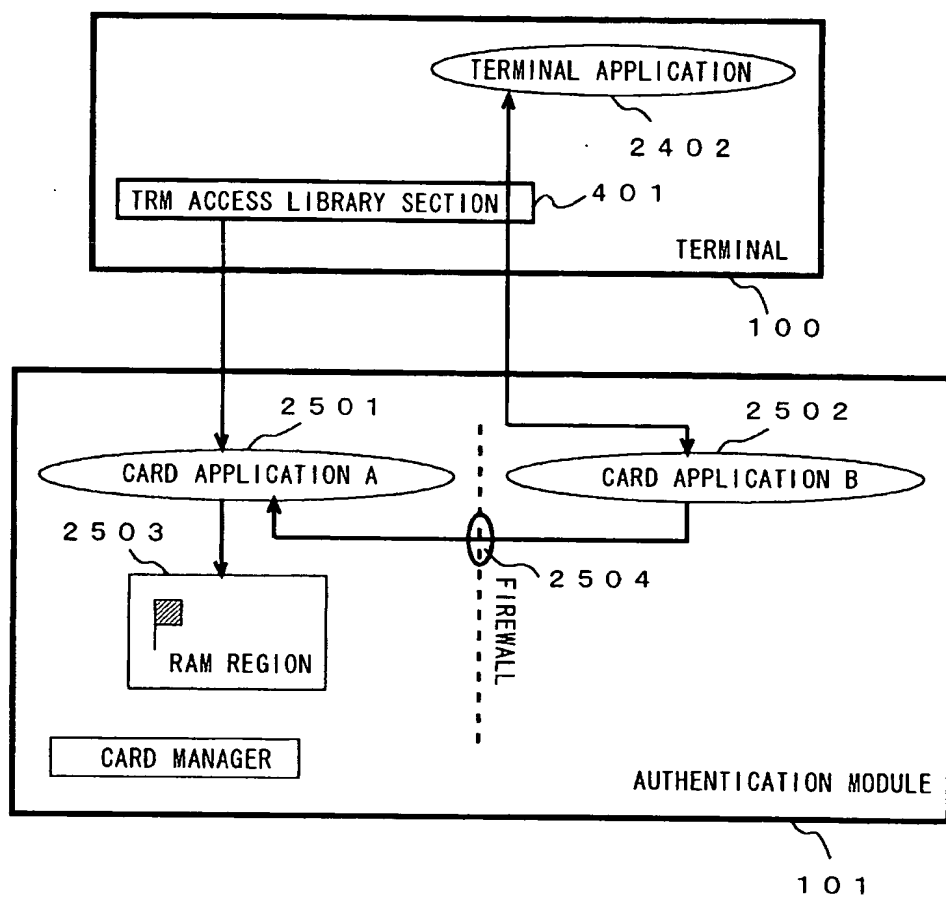 TERMINAL APPLICATION
2402
TRM ACCESS LIBRARY SECTION
401
TERMINAL
100
2501
2502
CARD APPLICATION A
CARD APPLICATION B
2503
2504
FIREWALL
RAM REGION
CARD MANAGER
AUTHENTICATION MODULE
101